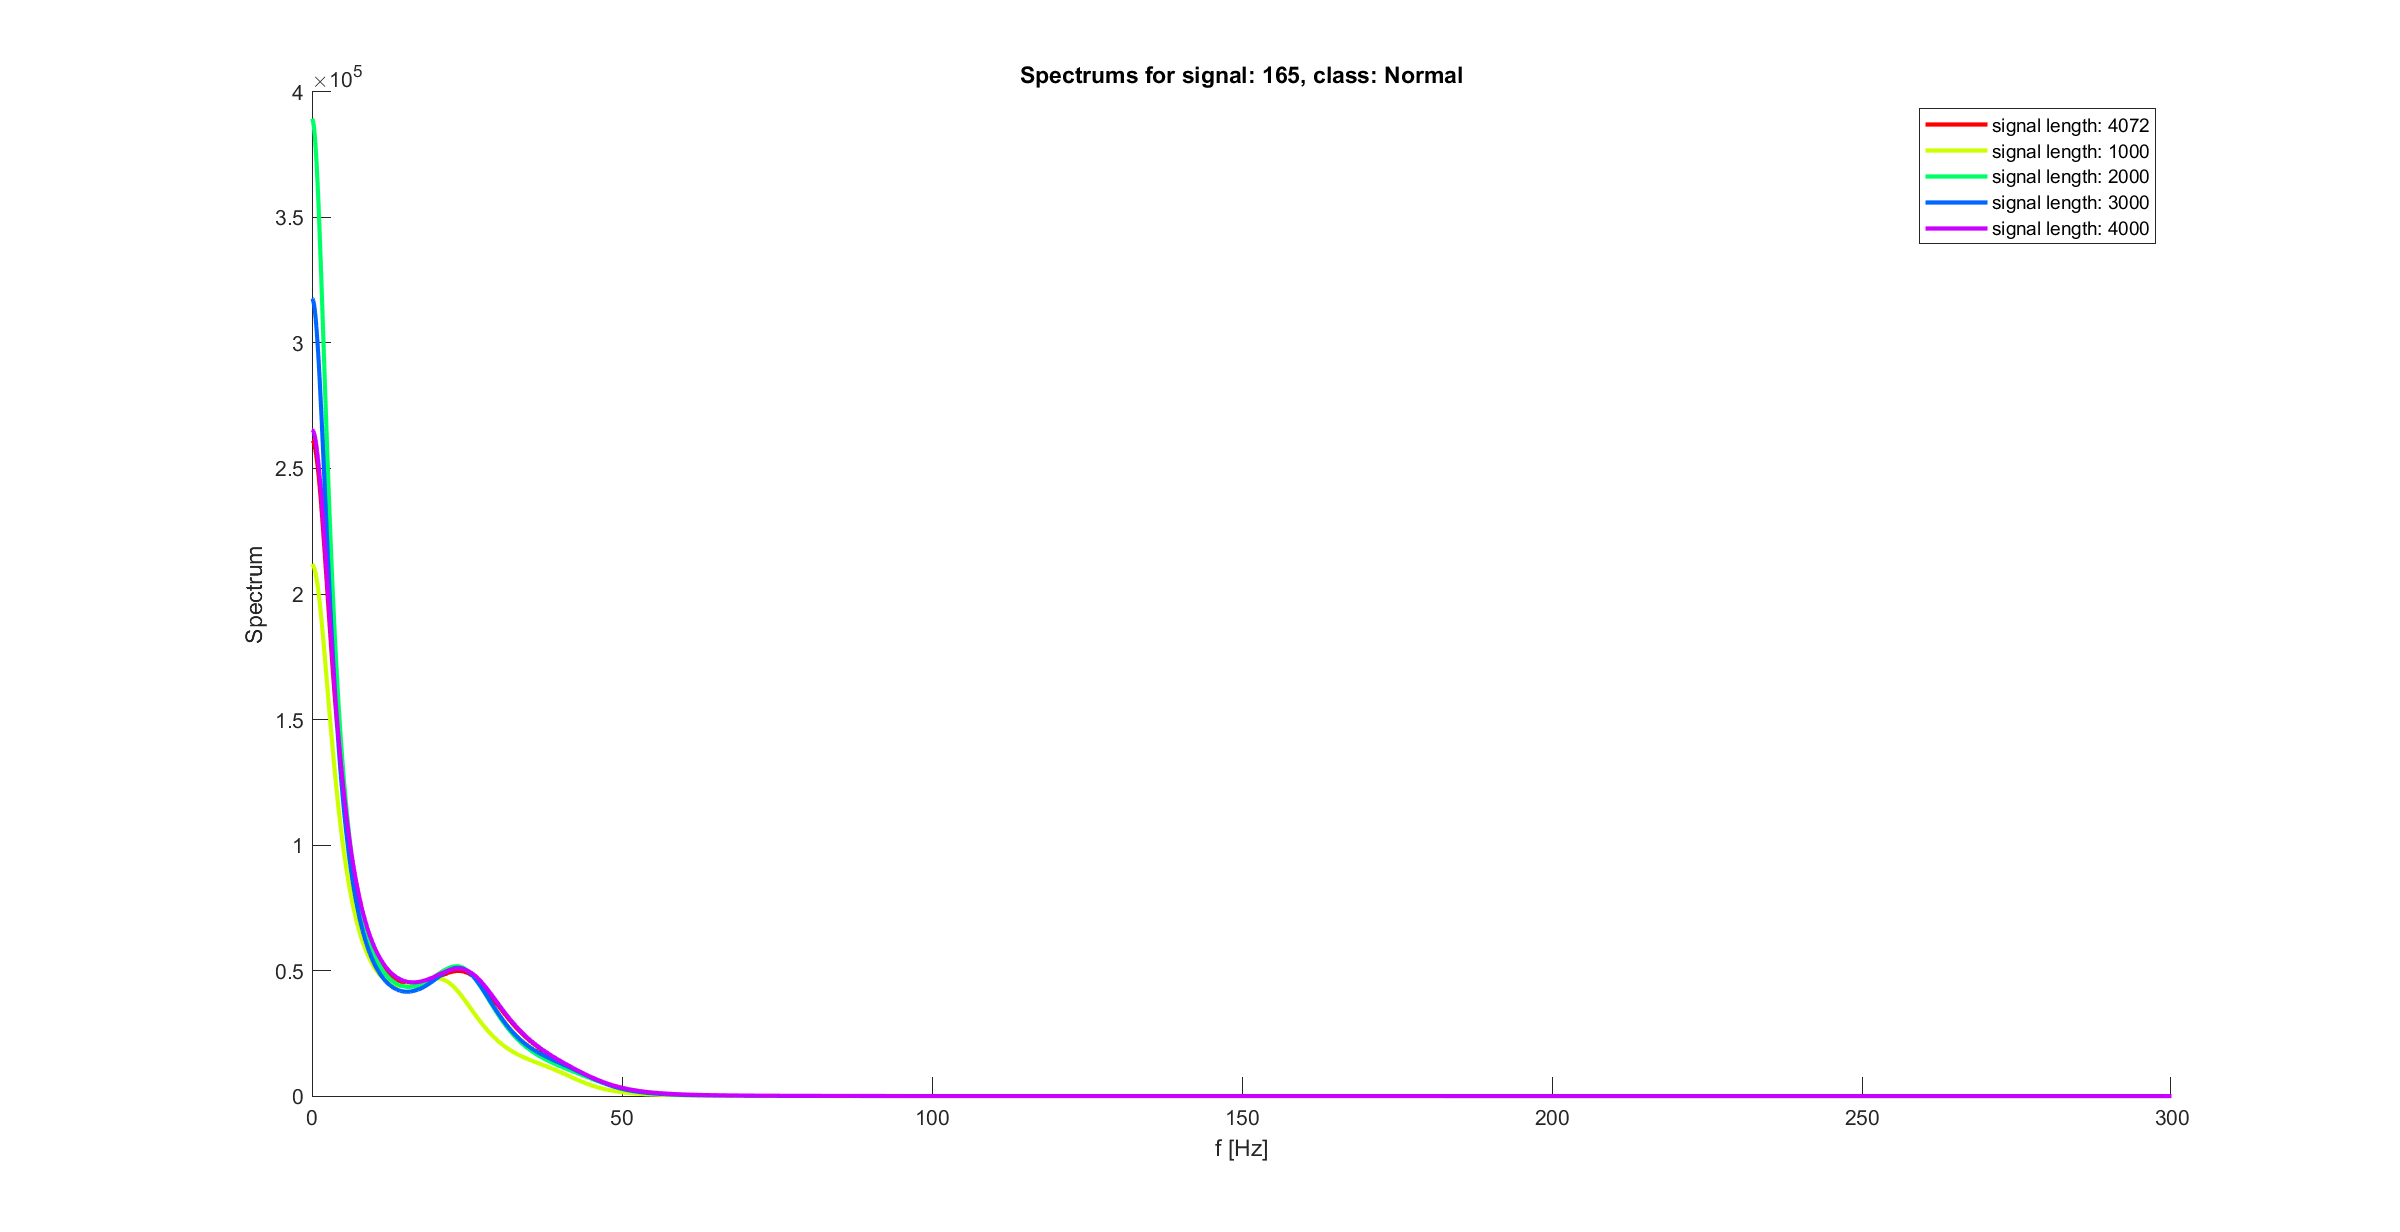 Spectrums for signal: 165, class: Normal
×10^5
4
3.5
3
2.5
2
1.5
1
0.5
0
Spectrum
0 50 100 150 200 250 300
f [Hz]
signal length: 4072
signal length: 1000
signal length: 2000
signal length: 3000
signal length: 4000